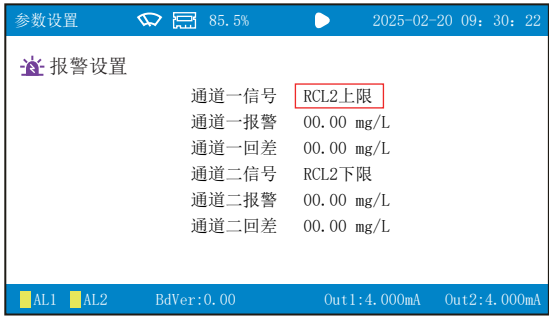 参数设置 85.5% 2025-02-20 09: 30: 22
报警设置
通道一信号 RCL2上限
通道一报警 00.00 mg/L
通道一回差 00.00 mg/L
通道二信号 RCL2下限
通道二报警 00.00 mg/L
通道二回差 00.00 mg/L
AL1 AL2 BdVer:0.00 Out1:4.000mA Out2:4.000mA